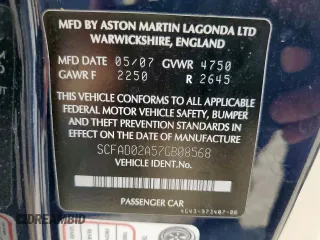 MFD BY ASTON MARTIN LAGONDA LTD
WARWICKSHIRE, ENGLAND
MFD DATE 05/07 GVWR 4750
GAWR F 2250 R 2645
THIS VEHICLE CONFORMS TO ALL APPLICABLE
FEDERAL MOTOR VEHICLE SAFETY, BUMPER
AND THEFT PREVENTION STANDARDS IN
EFFECT ON THE DATE OF MANUFACTURE
SHOWN ABOVE
SCFAD02A57GB08568
VEHICLE IDENT.No.
PASSENGER CAR